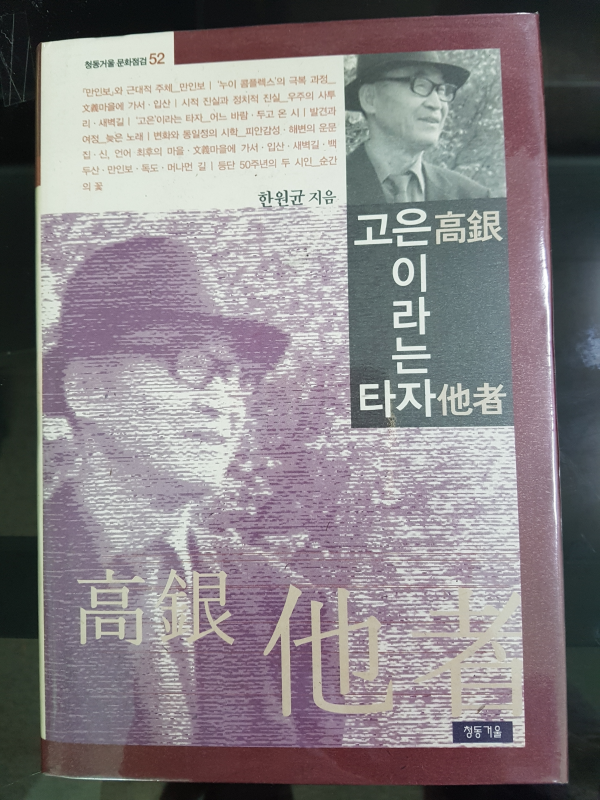 청동거울 문화점검 52
『만인보』와 근대적 주체_만인보 | '누이 콤플렉스'의 극복 과정_
文義마을에 가서·입산 | 시적 진실과 정치적 진실_우주의 사투
리·새벽길 | '고은'이라는 타자_어느 바람·두고 온 시 | 발견과
여정_늦은 노래 | 변화와 동일정의 시학_피안감성·해변의 운문
집·신, 언어 최후의 마을·文義마을에 가서·입산·새벽길·백
두산·만인보·독도·머나먼 길 | 등단 50주년의 두 시인_순간
의 꽃
한원균 지음
고은高銀
이
라
는
타자他者
高銀
他者
청동거울